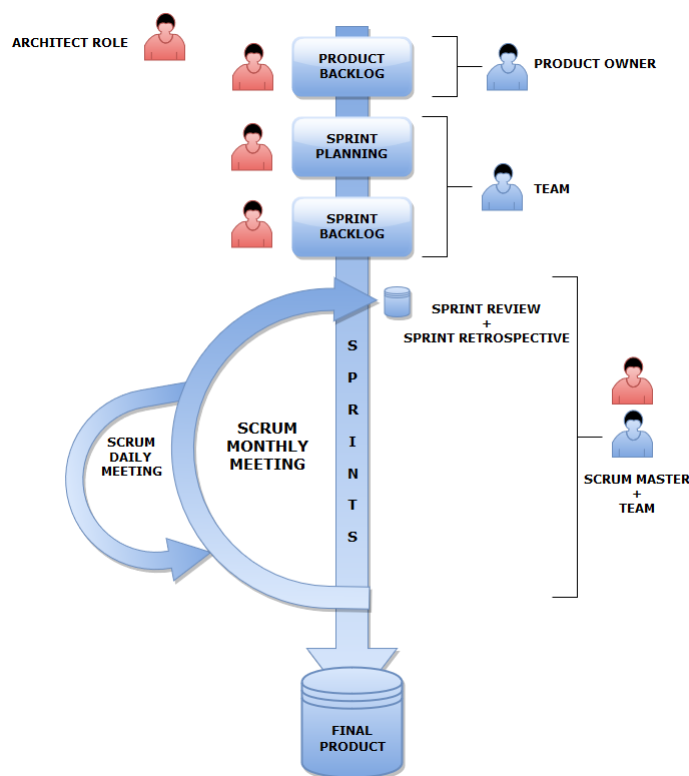 ARCHITECT ROLE
PRODUCT
BACKLOG
PRODUCT OWNER
SPRINT
PLANNING
TEAM
SPRINT
BACKLOG
SPRINT REVIEW
+
SPRINT RETROSPECTIVE
SPRINTS
SCRUM
MONTHLY
MEETING
SCRUM
DAILY
MEETING
SCRUM MASTER
+
TEAM
FINAL
PRODUCT